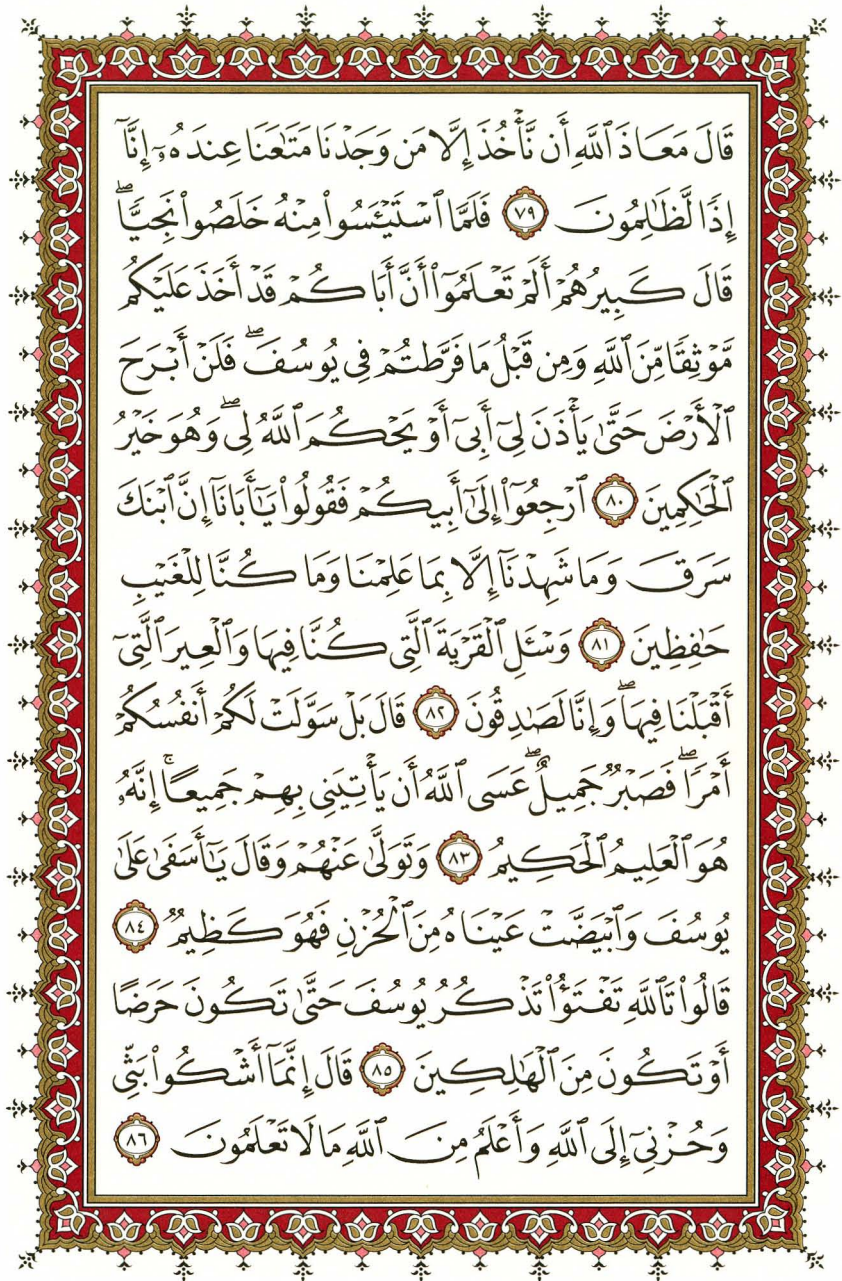 قَالَ مَعَاذَ ٱللَّهِ أَن نَّأۡخُذَ إِلَّا مَن وَجَدۡنَا مَتَٰعَنَا عِندَهُۥٓ إِنَّآ
إِذٗا لَّظَٰلِمُونَ ٧٩ فَلَمَّا ٱسۡتَيۡـَٔسُواْ مِنۡهُ خَلَصُواْ نَجِيّٗاۖ
قَالَ كَبِيرُهُمۡ أَلَمۡ تَعۡلَمُوٓاْ أَنَّ أَبَاكُمۡ قَدۡ أَخَذَ عَلَيۡكُم
مَّوۡثِقٗا مِّنَ ٱللَّهِ وَمِن قَبۡلُ مَا فَرَّطتُمۡ فِي يُوسُفَۖ فَلَنۡ أَبۡرَحَ
ٱلۡأَرۡضَ حَتَّىٰ يَأۡذَنَ لِيٓ أَبِيٓ أَوۡ يَحۡكُمَ ٱللَّهُ لِيۖ وَهُوَ خَيۡرُ
ٱلۡحَٰكِمِينَ ٨٠ ٱرۡجِعُوٓاْ إِلَىٰٓ أَبِيكُمۡ فَقُولُواْ يَٰٓأَبَانَآ إِنَّ ٱبۡنَكَ
سَرَقَ وَمَا شَهِدۡنَآ إِلَّا بِمَا عَلِمۡنَا وَمَا كُنَّا لِلۡغَيۡبِ
حَٰفِظِينَ ٨١ وَسۡـَٔلِ ٱلۡقَرۡيَةَ ٱلَّتِي كُنَّا فِيهَا وَٱلۡعِيرَ ٱلَّتِيٓ
أَقۡبَلۡنَا فِيهَاۖ وَإِنَّا لَصَٰدِقُونَ ٨٢ قَالَ بَلۡ سَوَّلَتۡ لَكُمۡ أَنفُسُكُمۡ
أَمۡرٗاۖ فَصَبۡرٞ جَمِيلٌۖ عَسَى ٱللَّهُ أَن يَأۡتِيَنِي بِهِمۡ جَمِيعًاۚ إِنَّهُۥ
هُوَ ٱلۡعَلِيمُ ٱلۡحَكِيمُ ٨٣ وَتَوَلَّىٰ عَنۡهُمۡ وَقَالَ يَٰٓأَسَفَىٰ عَلَىٰ
يُوسُفَ وَٱبۡيَضَّتۡ عَيۡنَاهُ مِنَ ٱلۡحُزۡنِ فَهُوَ كَظِيمٞ ٨٤
قَالُواْ تَٱللَّهِ تَفۡتَؤُاْ تَذۡكُرُ يُوسُفَ حَتَّىٰ تَكُونَ حَرَضًا
أَوۡ تَكُونَ مِنَ ٱلۡهَٰلِكِينَ ٨٥ قَالَ إِنَّمَآ أَشۡكُواْ بَثِّي
وَحُزۡنِيٓ إِلَى ٱللَّهِ وَأَعۡلَمُ مِنَ ٱللَّهِ مَا لَا تَعۡلَمُونَ ٨٦